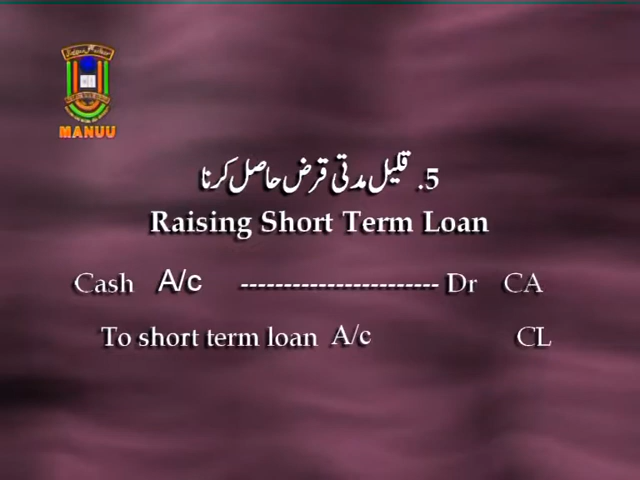 MANUU
5. قلیل مدتی قرض حاصل کرنا
Raising Short Term Loan
Cash A/c ----------------------- Dr CA
To short term loan A/c CL